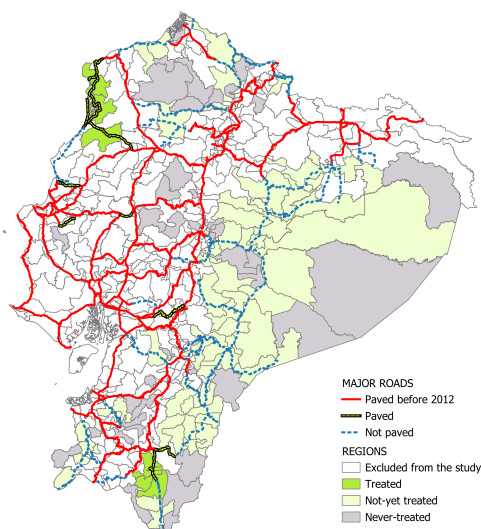 MAJOR ROADS
Paved before 2012
Paved
Not paved
REGIONS
Excluded from the study
Treated
Not-yet treated
Never-treated